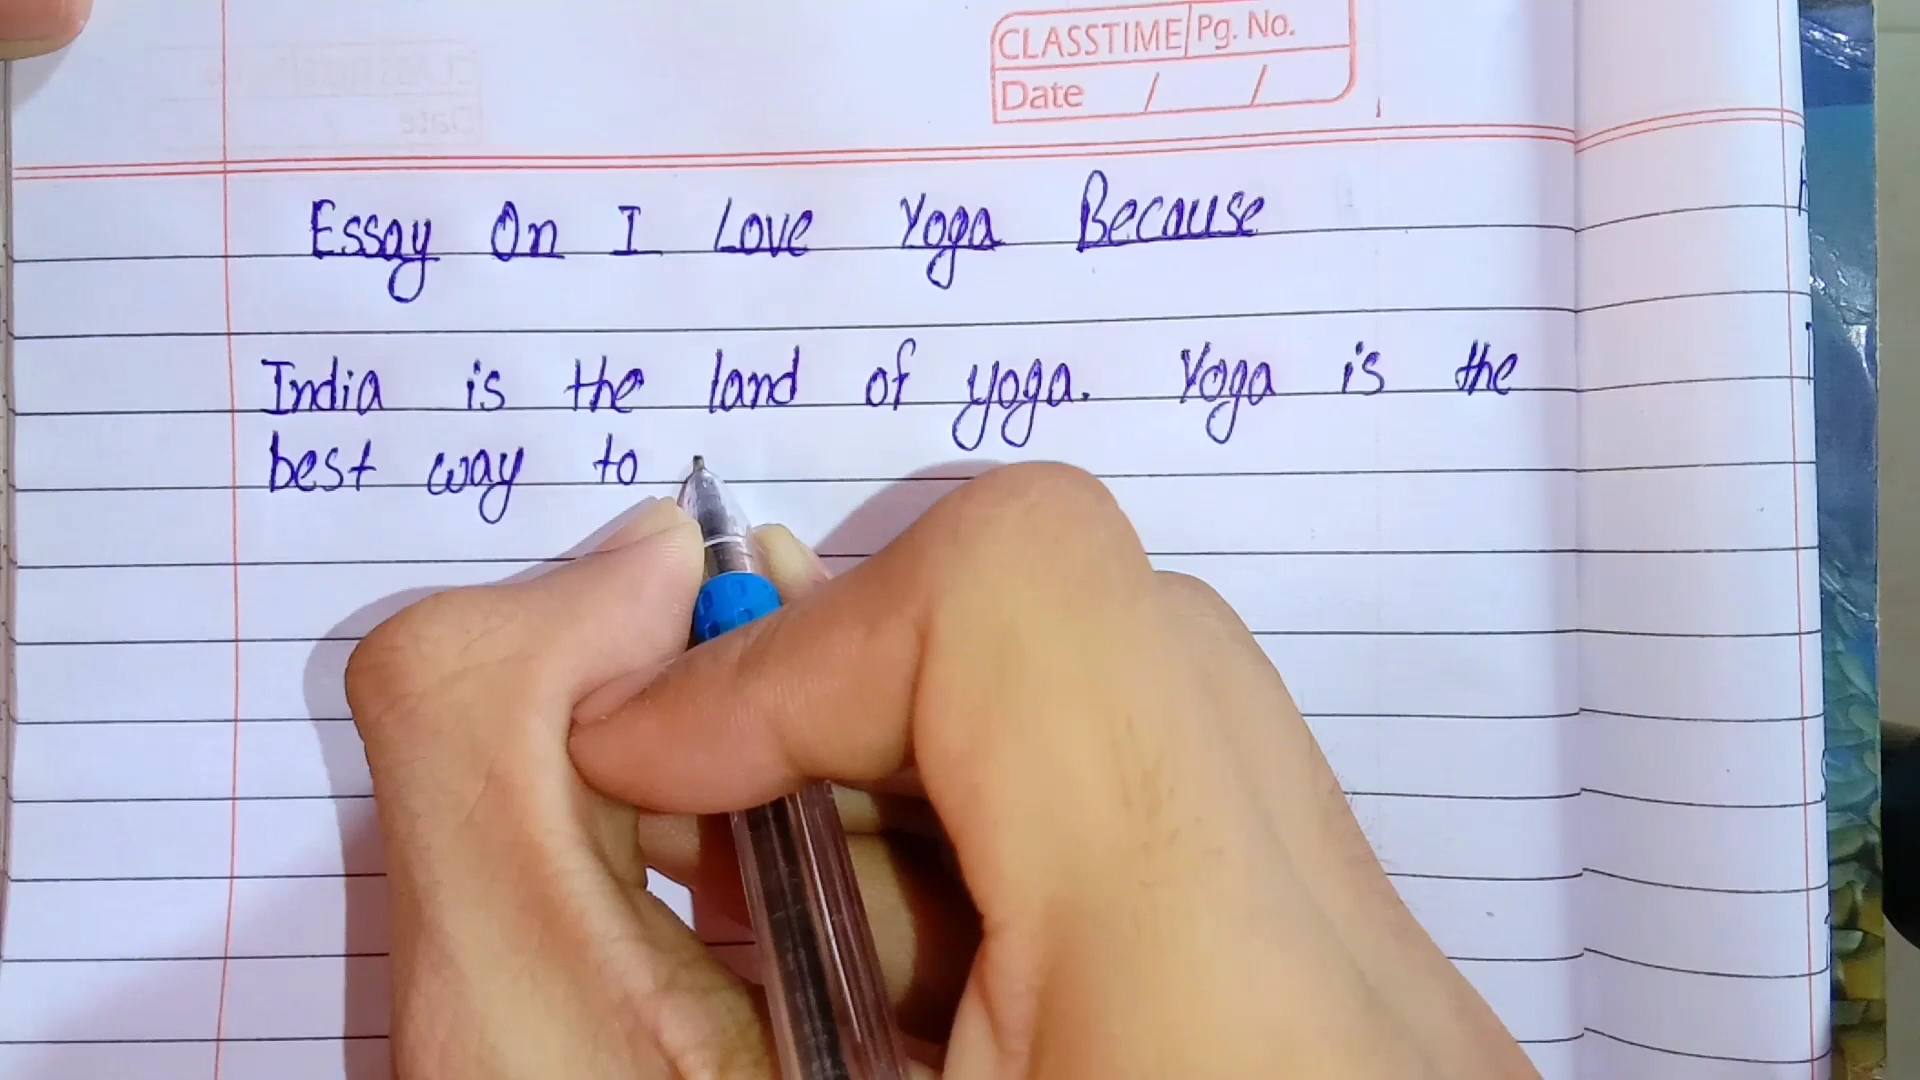 CLASSTIME Pg. No.
Date / /
Essay On I Love Yoga Because
India is the land of yoga. Yoga is the
best way to